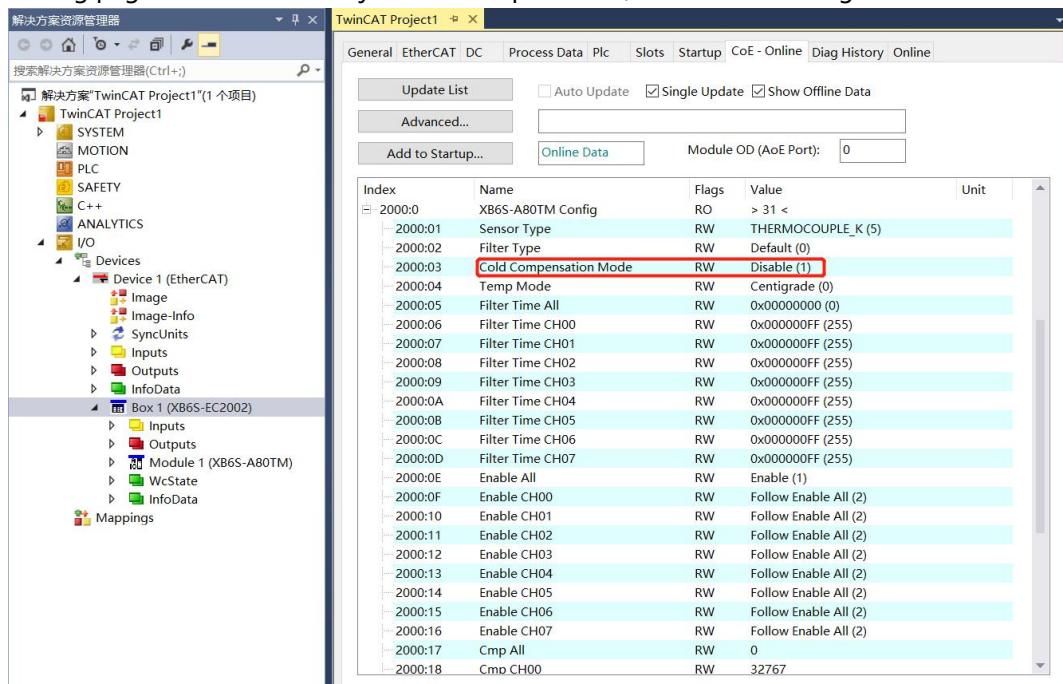 解决方案资源管理器
搜索解决方案资源管理器(Ctrl+;)
解决方案"TwinCAT Project1"(1 个项目)
TwinCAT Project1
SYSTEM
MOTION
PLC
SAFETY
C++
ANALYTICS
I/O
Devices
Device 1 (EtherCAT)
Image
Image-Info
SyncUnits
Inputs
Outputs
InfoData
Box 1 (XB6S-EC2002)
Inputs
Outputs
Module 1 (XB6S-A80TM)
WcState
InfoData
Mappings
TwinCAT Project1
General EtherCAT DC Process Data Plc Slots Startup CoE - Online Diag History Online
Update List Auto Update Single Update Show Offline Data
Advanced...
Add to Startup... Online Data Module OD (AoE Port): 0
Index Name Flags Value Unit
2000:0 XB6S-A80TM Config RO > 31 <
2000:01 Sensor Type RW THERMOCOUPLE_K (5)
2000:02 Filter Type RW Default (0)
2000:03 Cold Compensation Mode RW Disable (1)
2000:04 Temp Mode RW Centigrade (0)
2000:05 Filter Time All RW 0x00000000 (0)
2000:06 Filter Time CH00 RW 0x000000FF (255)
2000:07 Filter Time CH01 RW 0x000000FF (255)
2000:08 Filter Time CH02 RW 0x000000FF (255)
2000:09 Filter Time CH03 RW 0x000000FF (255)
2000:0A Filter Time CH04 RW 0x000000FF (255)
2000:0B Filter Time CH05 RW 0x000000FF (255)
2000:0C Filter Time CH06 RW 0x000000FF (255)
2000:0D Filter Time CH07 RW 0x000000FF (255)
2000:0E Enable All RW Enable (1)
2000:0F Enable CH00 RW Follow Enable All (2)
2000:10 Enable CH01 RW Follow Enable All (2)
2000:11 Enable CH02 RW Follow Enable All (2)
2000:12 Enable CH03 RW Follow Enable All (2)
2000:13 Enable CH04 RW Follow Enable All (2)
2000:14 Enable CH05 RW Follow Enable All (2)
2000:15 Enable CH06 RW Follow Enable All (2)
2000:16 Enable CH07 RW Follow Enable All (2)
2000:17 Cmp All RW 0
2000:18 Cmp CH00 RW 32767